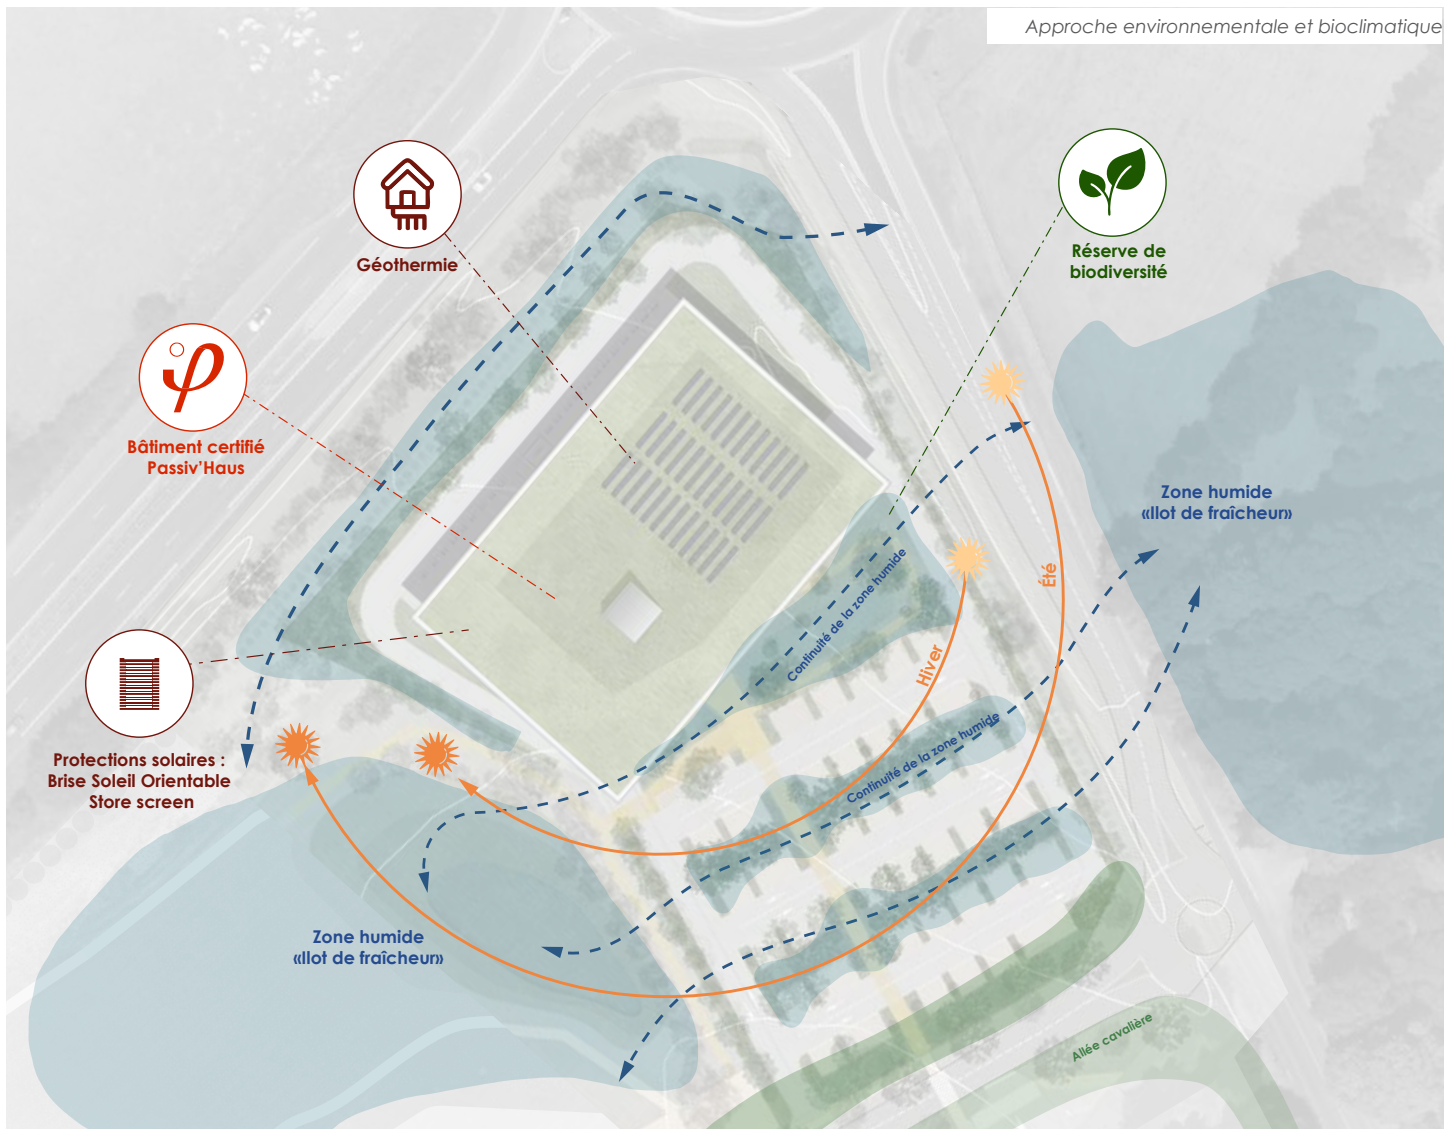 Approche environnementale et bioclimatique
Géothermie
Réserve de
biodiversité
Bâtiment certifié
Passiv'Haus
Zone humide
«Ilot de fraîcheur»
Continuité de la zone humide
Été
Hiver
Continuité de la zone humide
Protections solaires :
Brise Soleil Orientable
Store screen
Zone humide
«Ilot de fraîcheur»
Allée cavalière